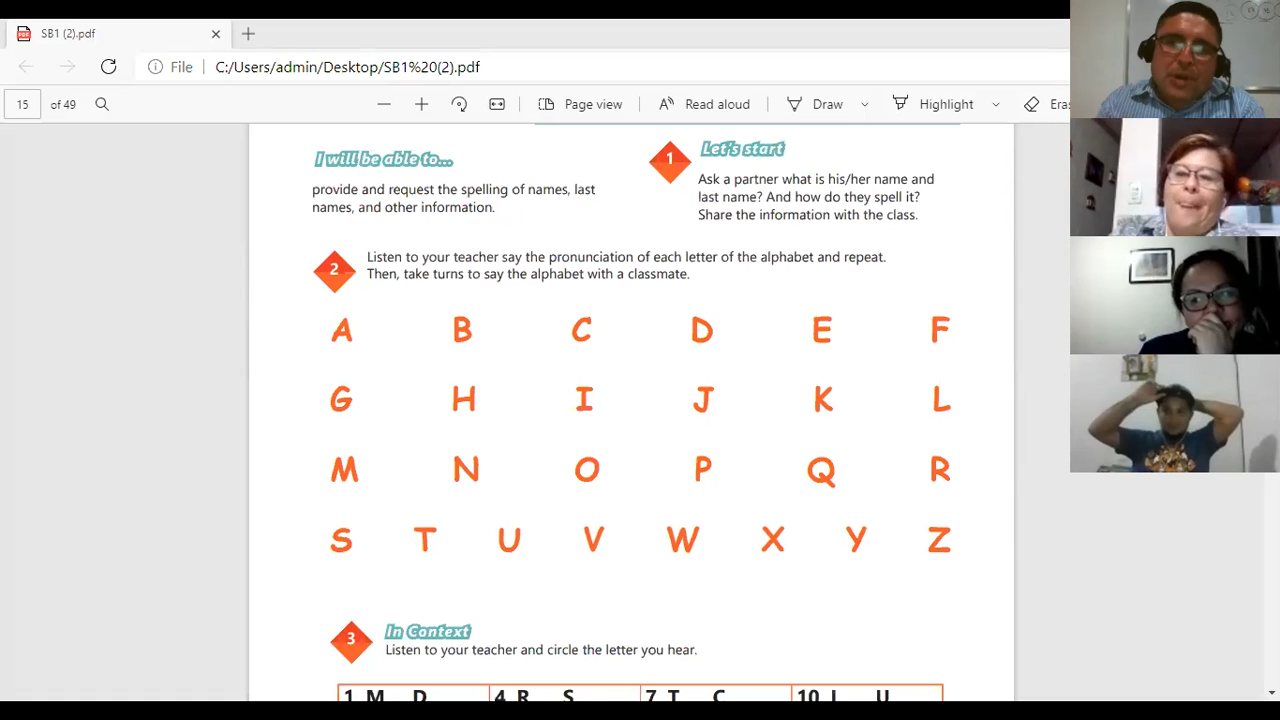 SB1 (2).pdf
File C:/Users/admin/Desktop/SB1%20(2).pdf
15 of 49 Page view Read aloud Draw Highlight Eras
I will be able to...
provide and request the spelling of names, last
names, and other information.
1 Let's start
Ask a partner what is his/her name and
last name? And how do they spell it?
Share the information with the class.
2 Listen to your teacher say the pronunciation of each letter of the alphabet and repeat.
Then, take turns to say the alphabet with a classmate.
A B C D E F
G H I J K L
M N O P Q R
S T U V W X Y Z
3 In Context
Listen to your teacher and circle the letter you hear.
1 M D 4 R S 7 T C 10 U